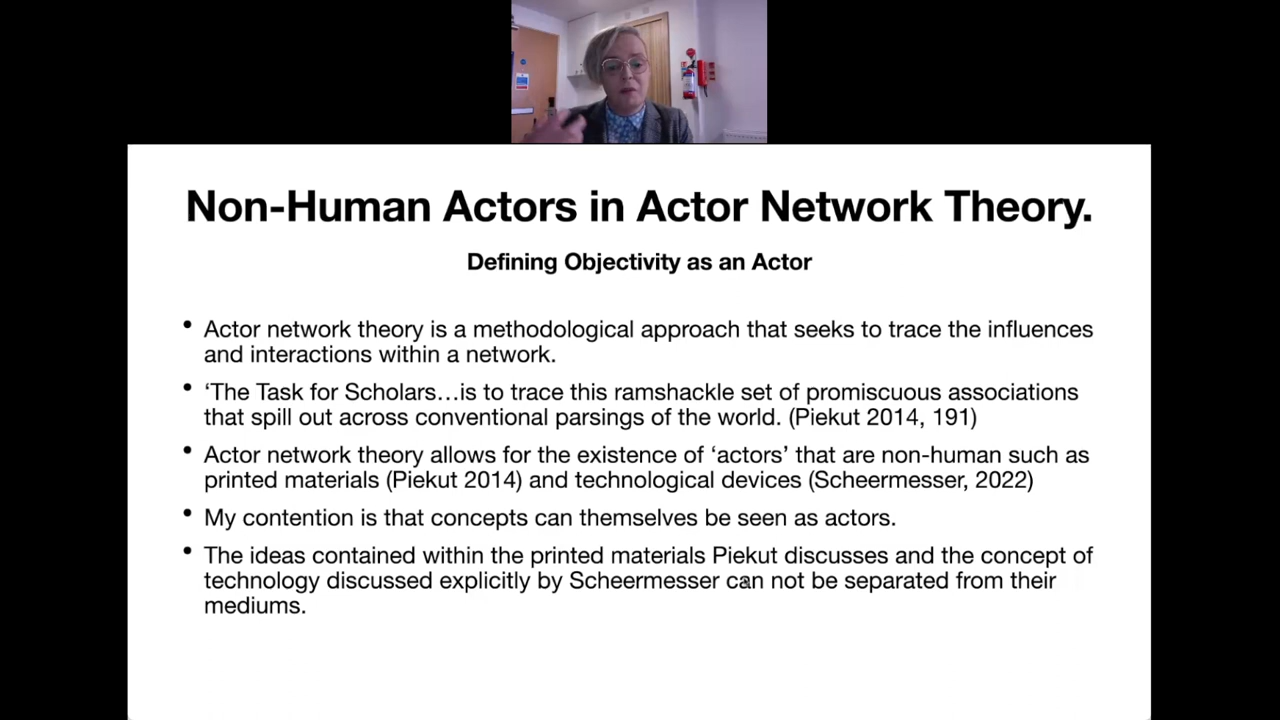 Non-Human Actors in Actor Network Theory.
Defining Objectivity as an Actor
• Actor network theory is a methodological approach that seeks to trace the influences
and interactions within a network.
• ‘The Task for Scholars…is to trace this ramshackle set of promiscuous associations
that spill out across conventional parsings of the world. (Piekut 2014, 191)
• Actor network theory allows for the existence of ‘actors’ that are non-human such as
printed materials (Piekut 2014) and technological devices (Scheermesser, 2022)
• My contention is that concepts can themselves be seen as actors.
• The ideas contained within the printed materials Piekut discusses and the concept of
technology discussed explicitly by Scheermesser can not be separated from their
mediums.